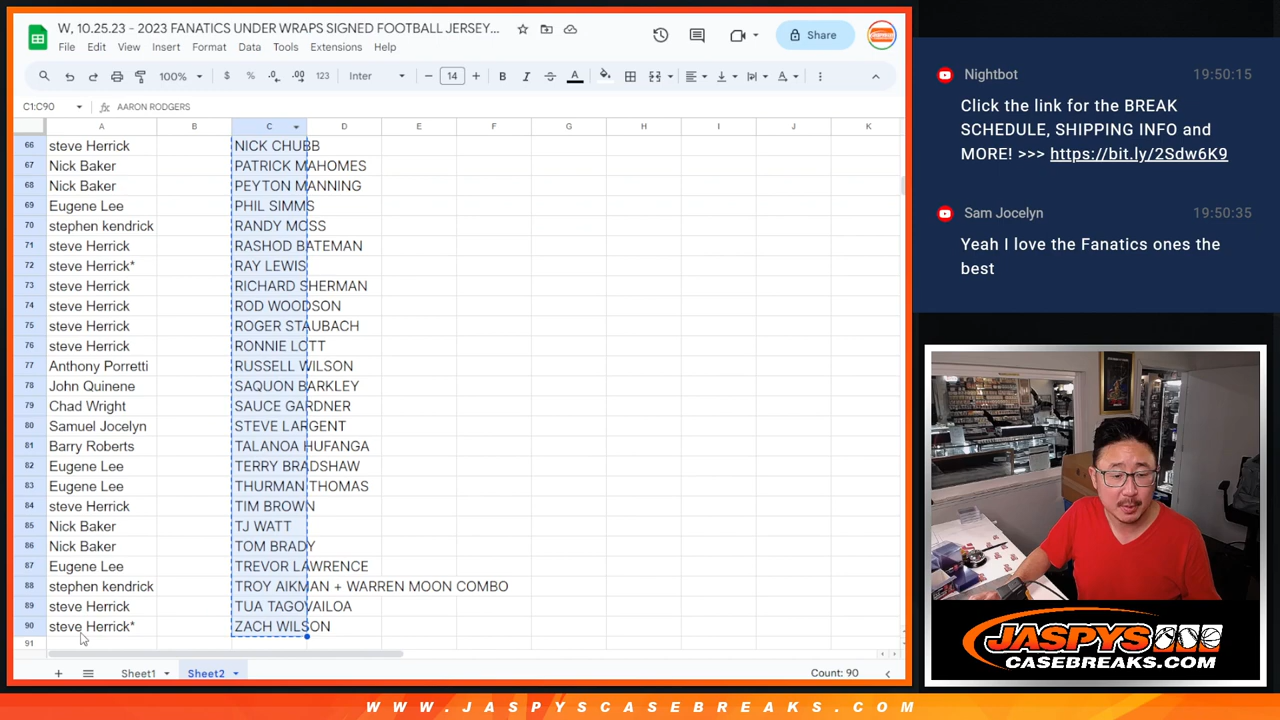 W, 10.25.23 - 2023 FANATICS UNDER WRAPS SIGNED FOOTBALL JERSEY...
File Edit View Insert Format Data Tools Extensions Help
Share
100% $ % .0 .00 123 Inter 14 B I A
C1:C90 fx AARON RODGERS
A B C D E F G H I J K
66 steve Herrick NICK CHUBB
67 Nick Baker PATRICK MAHOMES
68 Nick Baker PEYTON MANNING
69 Eugene Lee PHIL SIMMS
70 stephen kendrick RANDY MOSS
71 steve Herrick RASHOD BATEMAN
72 steve Herrick* RAY LEWIS
73 steve Herrick RICHARD SHERMAN
74 steve Herrick ROD WOODSON
75 steve Herrick ROGER STAUBACH
76 steve Herrick RONNIE LOTT
77 Anthony Porretti RUSSELL WILSON
78 John Quinene SAQUON BARKLEY
79 Chad Wright SAUCE GARDNER
80 Samuel Jocelyn STEVE LARGENT
81 Barry Roberts TALANOA HUFANGA
82 Eugene Lee TERRY BRADSHAW
83 Eugene Lee THURMAN THOMAS
84 steve Herrick TIM BROWN
85 Nick Baker TJ WATT
86 Nick Baker TOM BRADY
87 Eugene Lee TREVOR LAWRENCE
88 stephen kendrick TROY AIKMAN + WARREN MOON COMBO
89 steve Herrick TUA TAGOVAILOA
90 steve Herrick* ZACH WILSON
91
Sheet1 Sheet2 Count: 90
Nightbot 19:50:15
Click the link for the BREAK
SCHEDULE, SHIPPING INFO and
MORE! >>> https://bit.ly/2Sdw6K9
Sam Jocelyn 19:50:35
Yeah I love the Fanatics ones the
best
JASPYS
CASEBREAKS.COM
WWW.JASPYSCASEBREAKS.COM